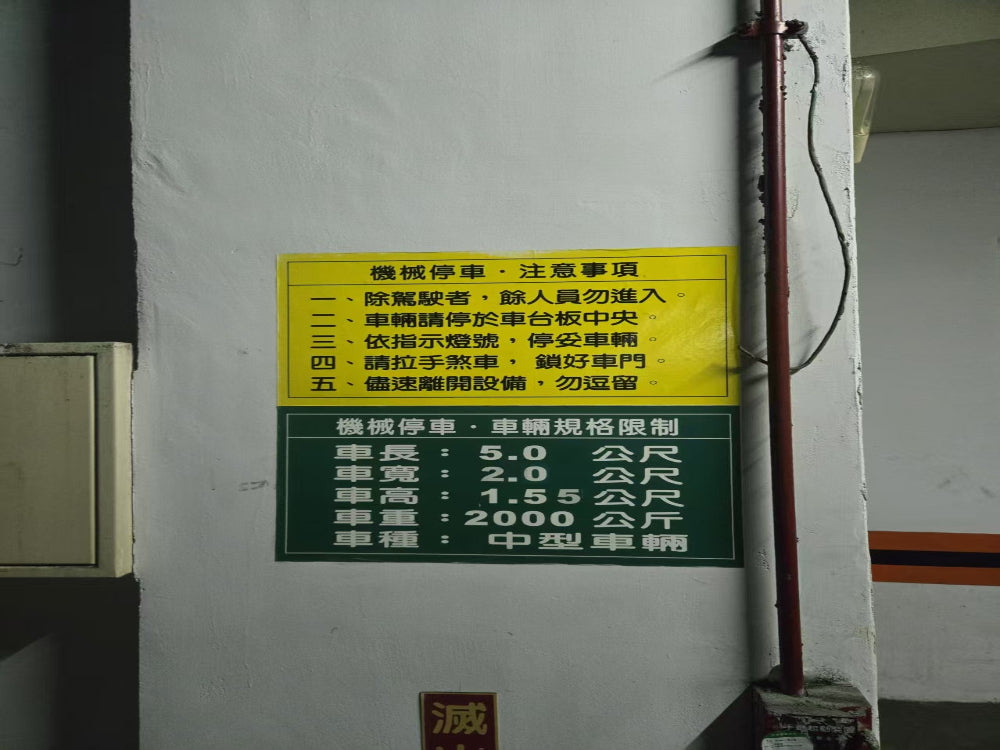 機械停車・注意事項
一、除駕駛者，餘人員勿進入。
二、車輛請停於車台板中央。
三、依指示燈號，停妥車輛。
四、請拉手煞車， 鎖好車門。
五、儘速離開設備，勿逗留。
機械停車・車輛規格限制
車長：5.0 公尺
車寬：2.0 公尺
車高：1.55公尺
車重：2000 公斤
車種：中型車輛
滅